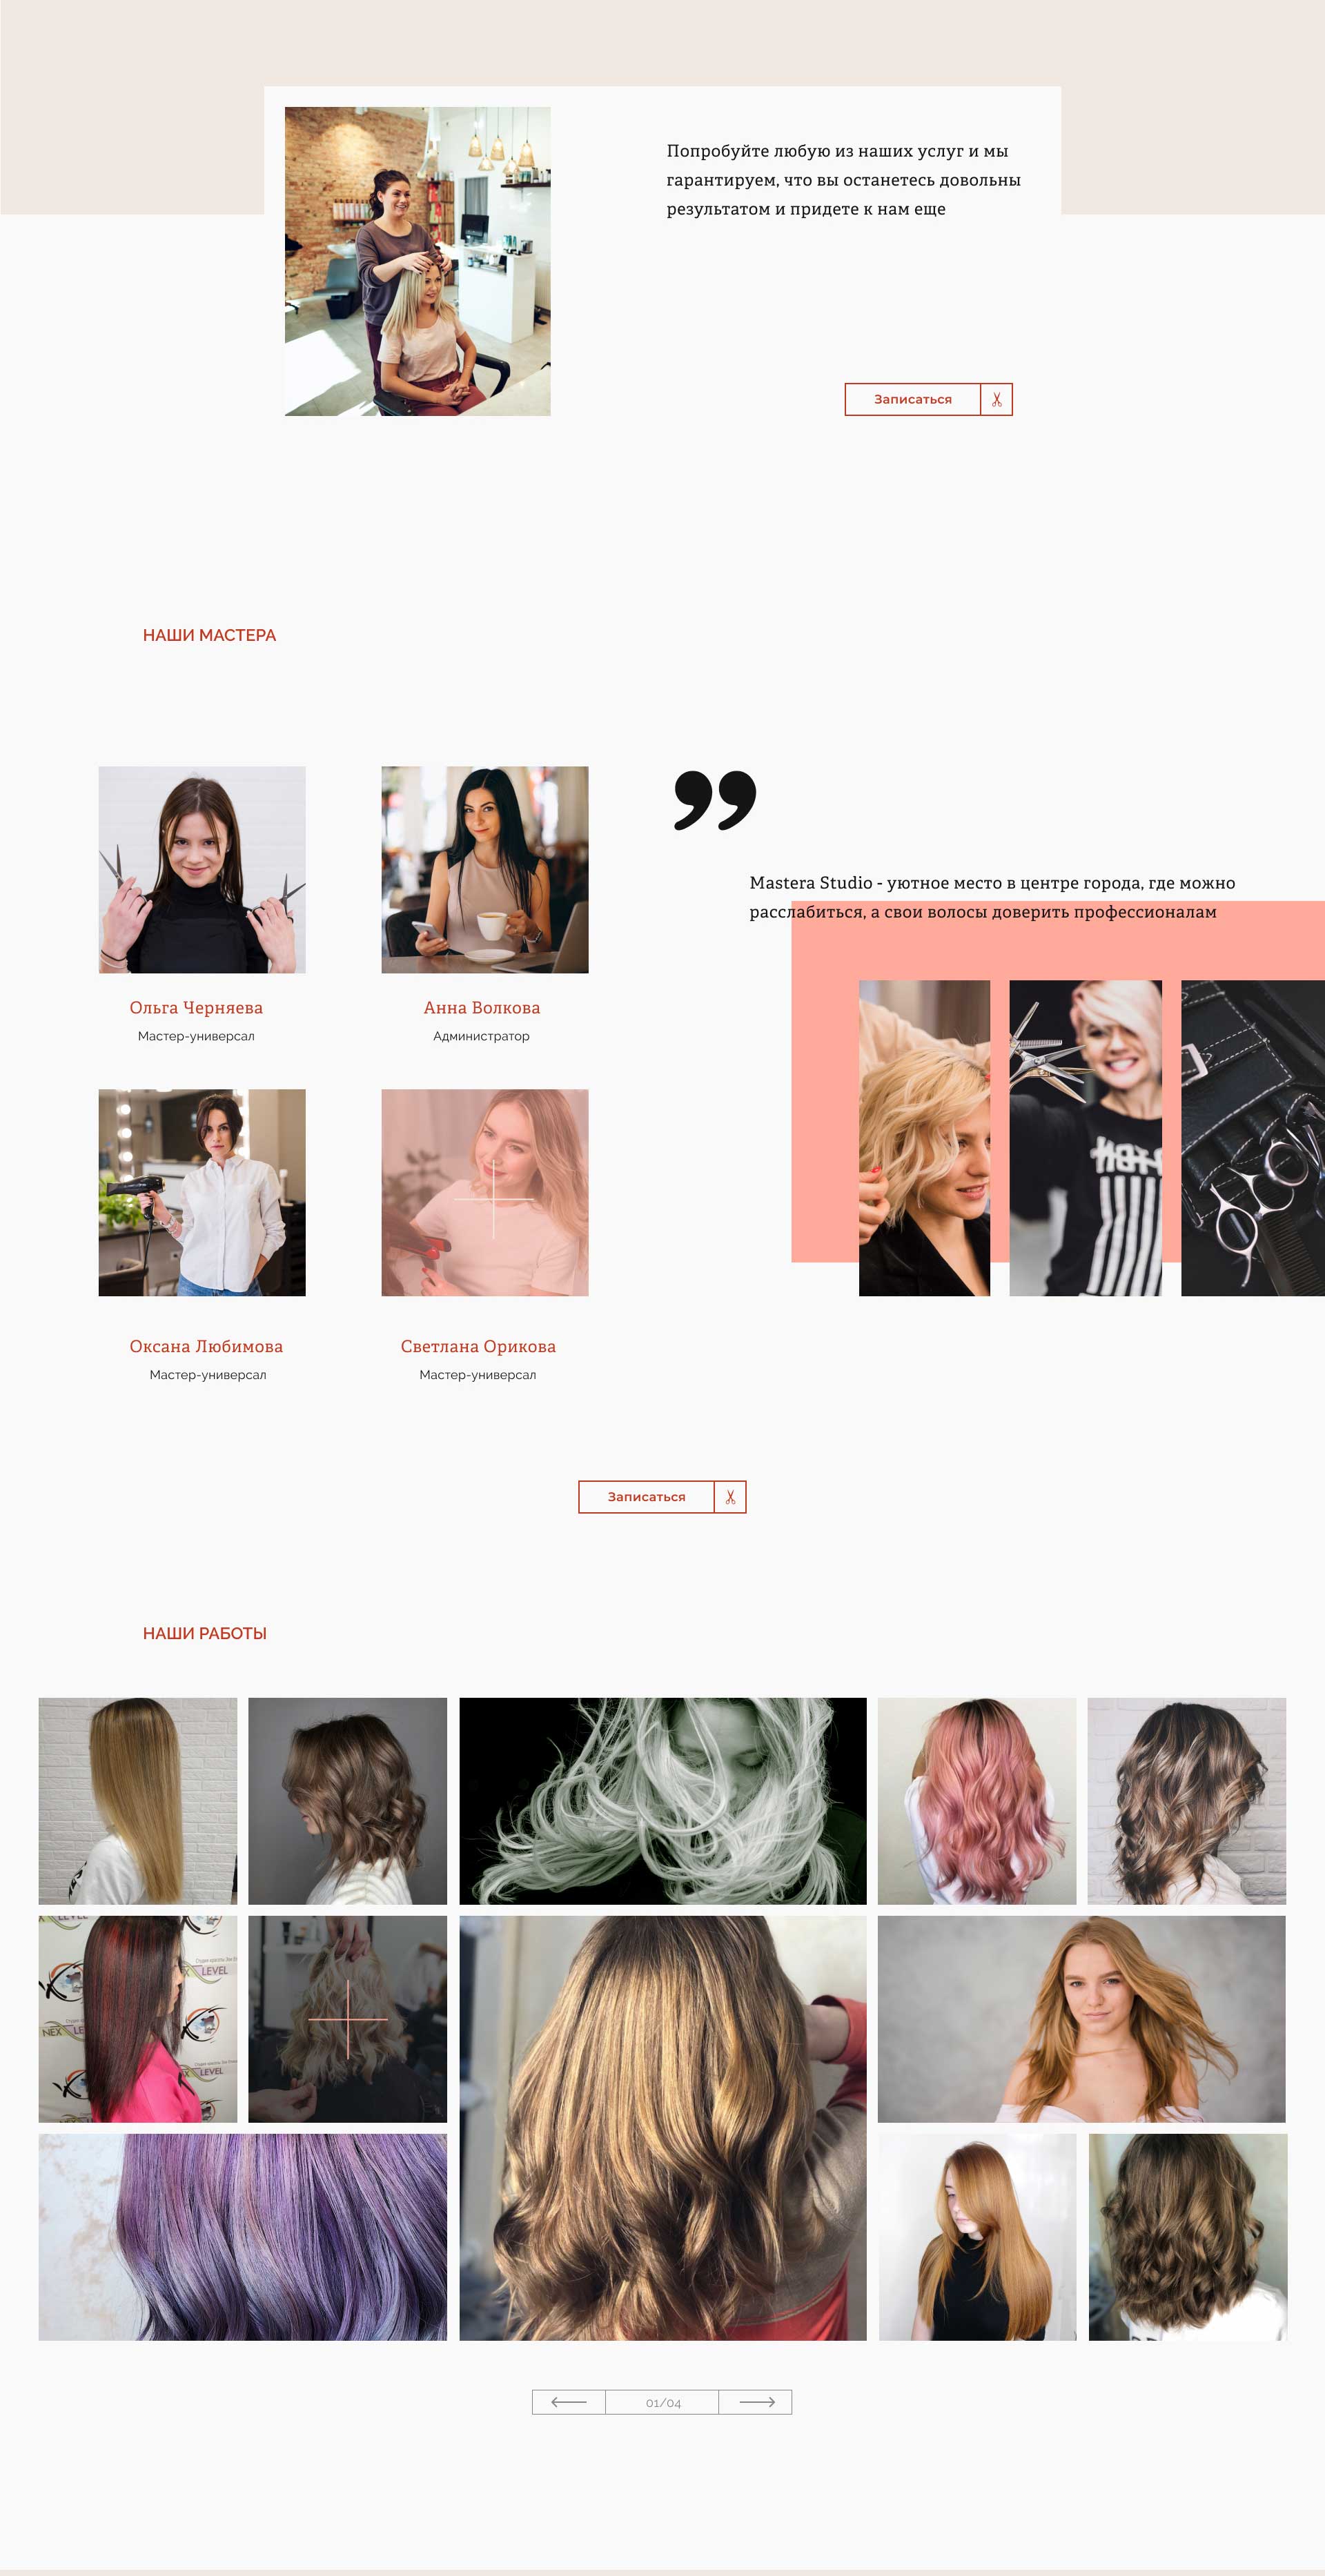 Попробуйте любую из наших услуг и мы
гарантируем, что вы останетесь довольны
результатом и придете к нам еще
Записаться
НАШИ МАСТЕРА
Ольга Черняева
Мастер-универсал
Анна Волкова
Администратор
Оксана Любимова
Мастер-универсал
Светлана Орикова
Мастер-универсал
”
Mastera Studio - уютное место в центре города, где можно
расслабиться, а свои волосы доверить профессионалам
Записаться
НАШИ РАБОТЫ
LEVEL
LEVEL
01/04